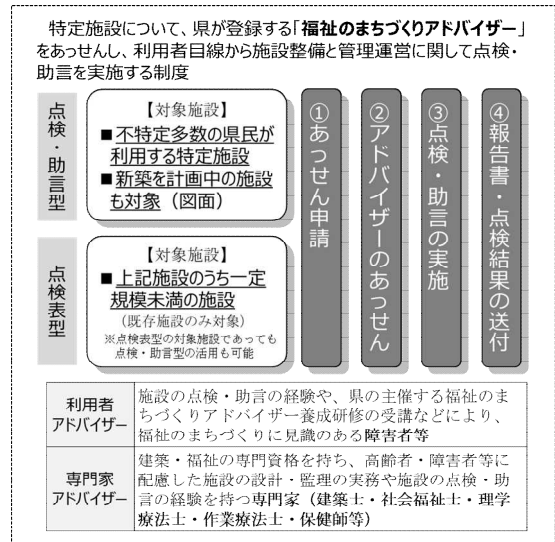 特定施設について、県が登録する「福祉のまちづくりアドバイザー」
をあっせんし、利用者目線から施設整備と管理運営に関して点検・
助言を実施する制度
点検・助言型
【対象施設】
■不特定多数の県民が
利用する特定施設
■新築を計画中の施設
も対象（図面）
点検表型
【対象施設】
■上記施設のうち一定
規模未満の施設
（既存施設のみ対象）
※点検表型の対象施設であっても
点検・助言型の活用も可能
①あっせん申請
②アドバイザーのあっせん
③点検・助言の実施
④報告書・点検結果の送付
利用者
アドバイザー
施設の点検・助言の経験や、県の主催する福祉のま
ちづくりアドバイザー養成研修の受講などにより、
福祉のまちづくりに見識のある障害者等
専門家
アドバイザー
建築・福祉の専門資格を持ち、高齢者・障害者等に
配慮した施設の設計・監理の実務や施設の点検・助
言の経験を持つ専門家（建築士・社会福祉士・理学
療法士・作業療法士・保健師等）